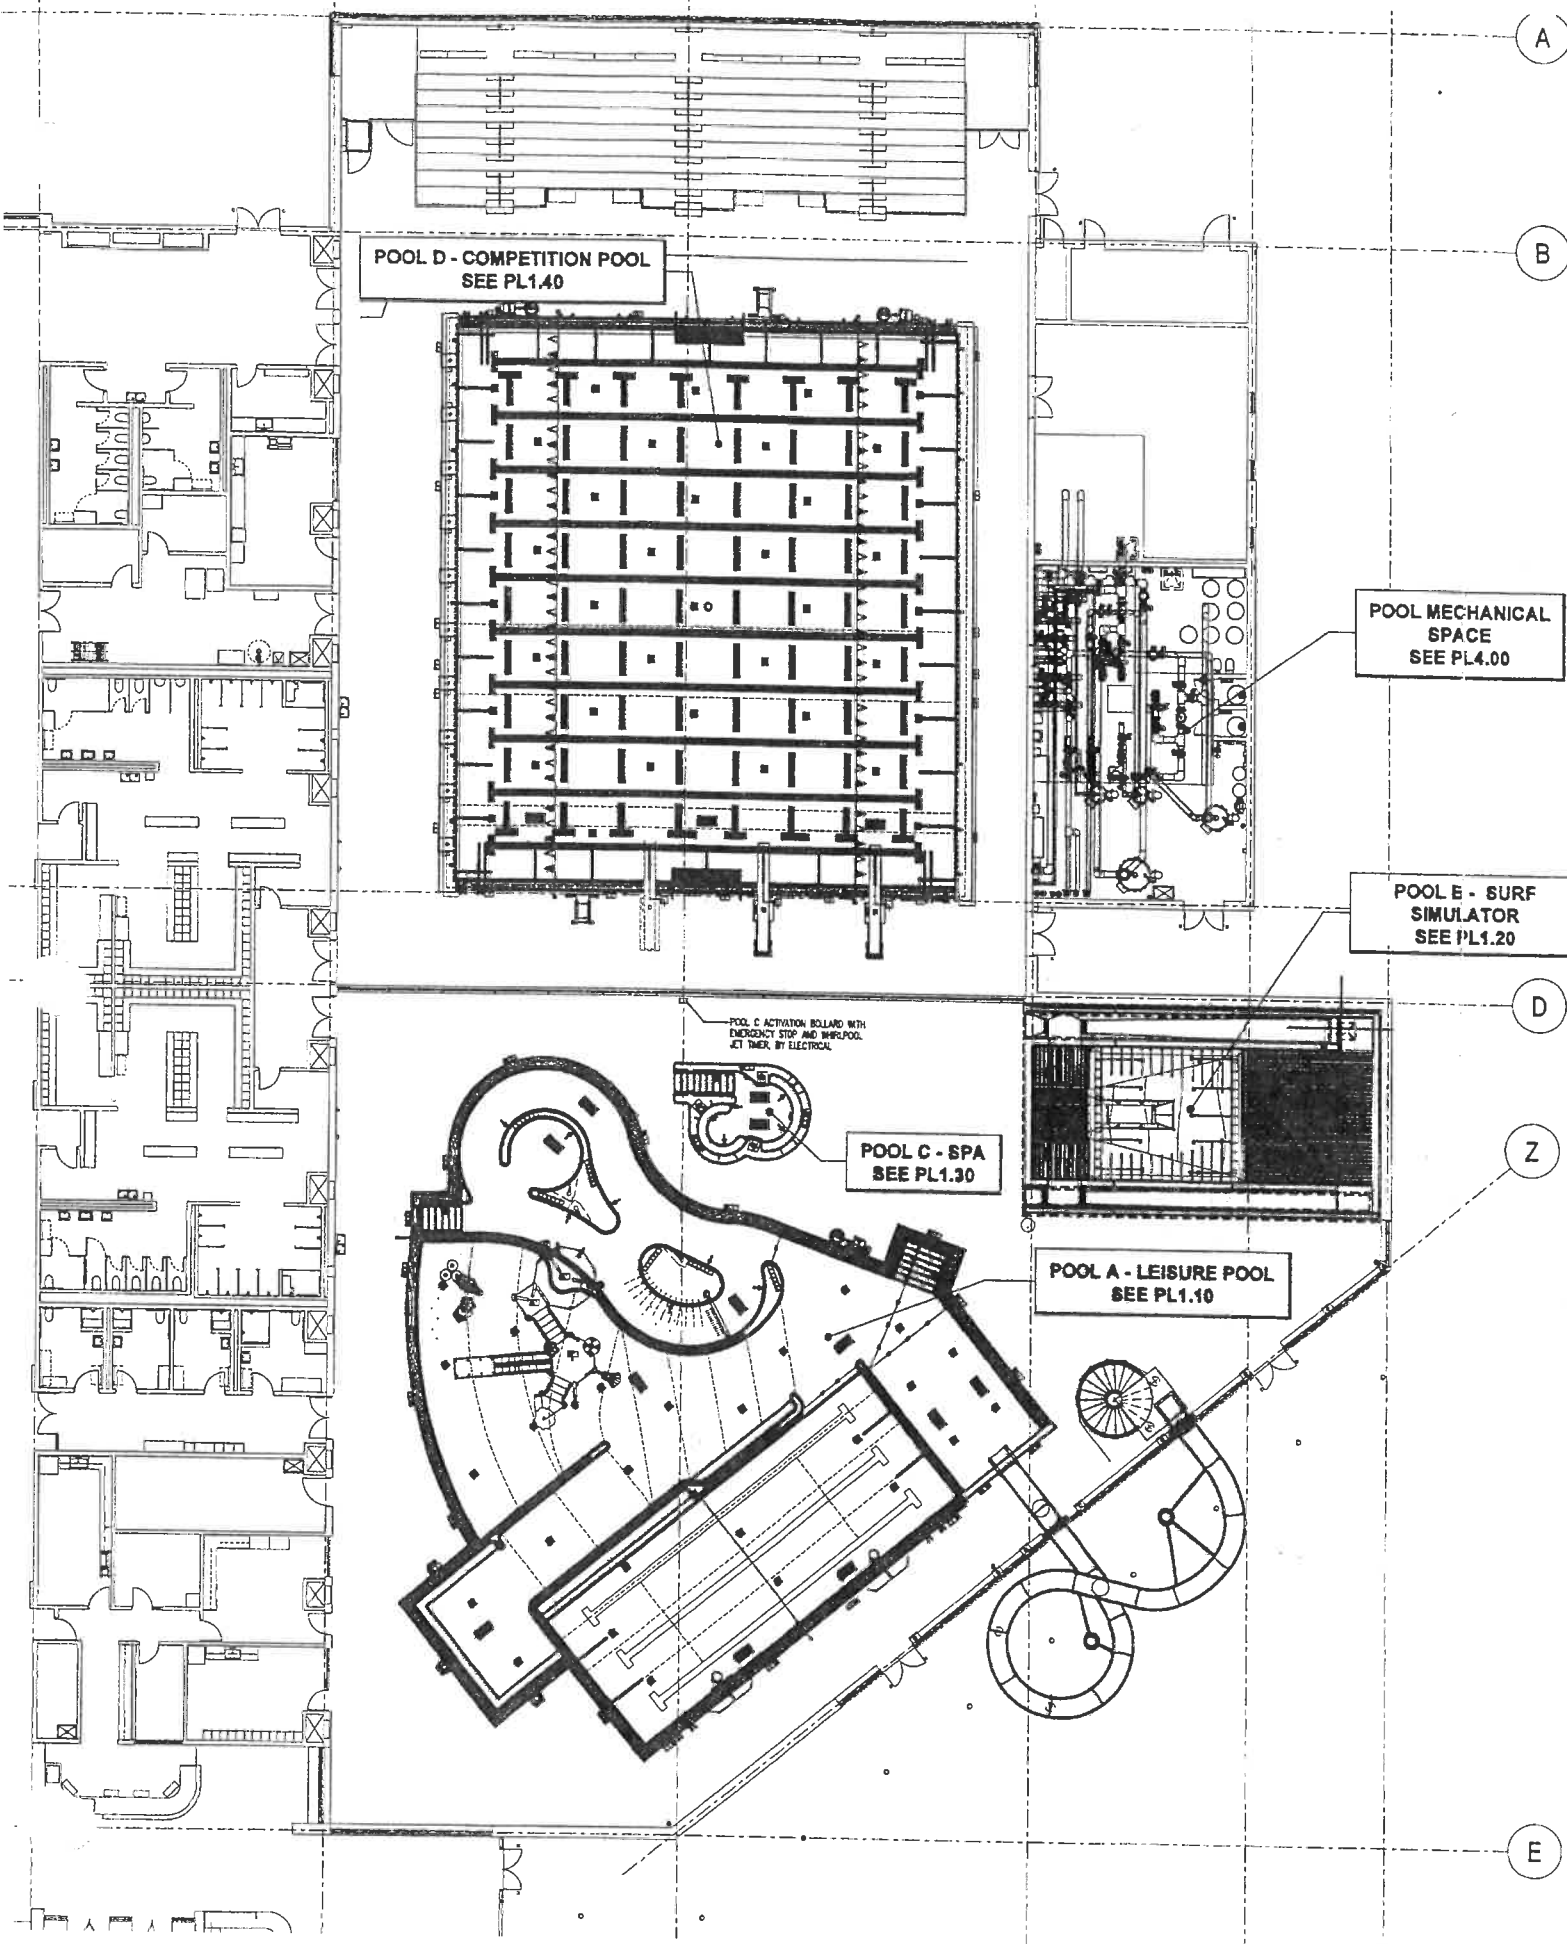 A
B
POOL D - COMPETITION POOL
SEE PL1.40
POOL MECHANICAL
SPACE
SEE PL4.00
POOL E - SURF
SIMULATOR
SEE PL1.20
D
POOL C ACTIVATION BOLLARD WITH
EMERGENCY STOP AND WHIRLPOOL
JET TIMER, BY ELECTRICAL
POOL C - SPA
SEE PL1.30
Z
POOL A - LEISURE POOL
SEE PL1.10
E